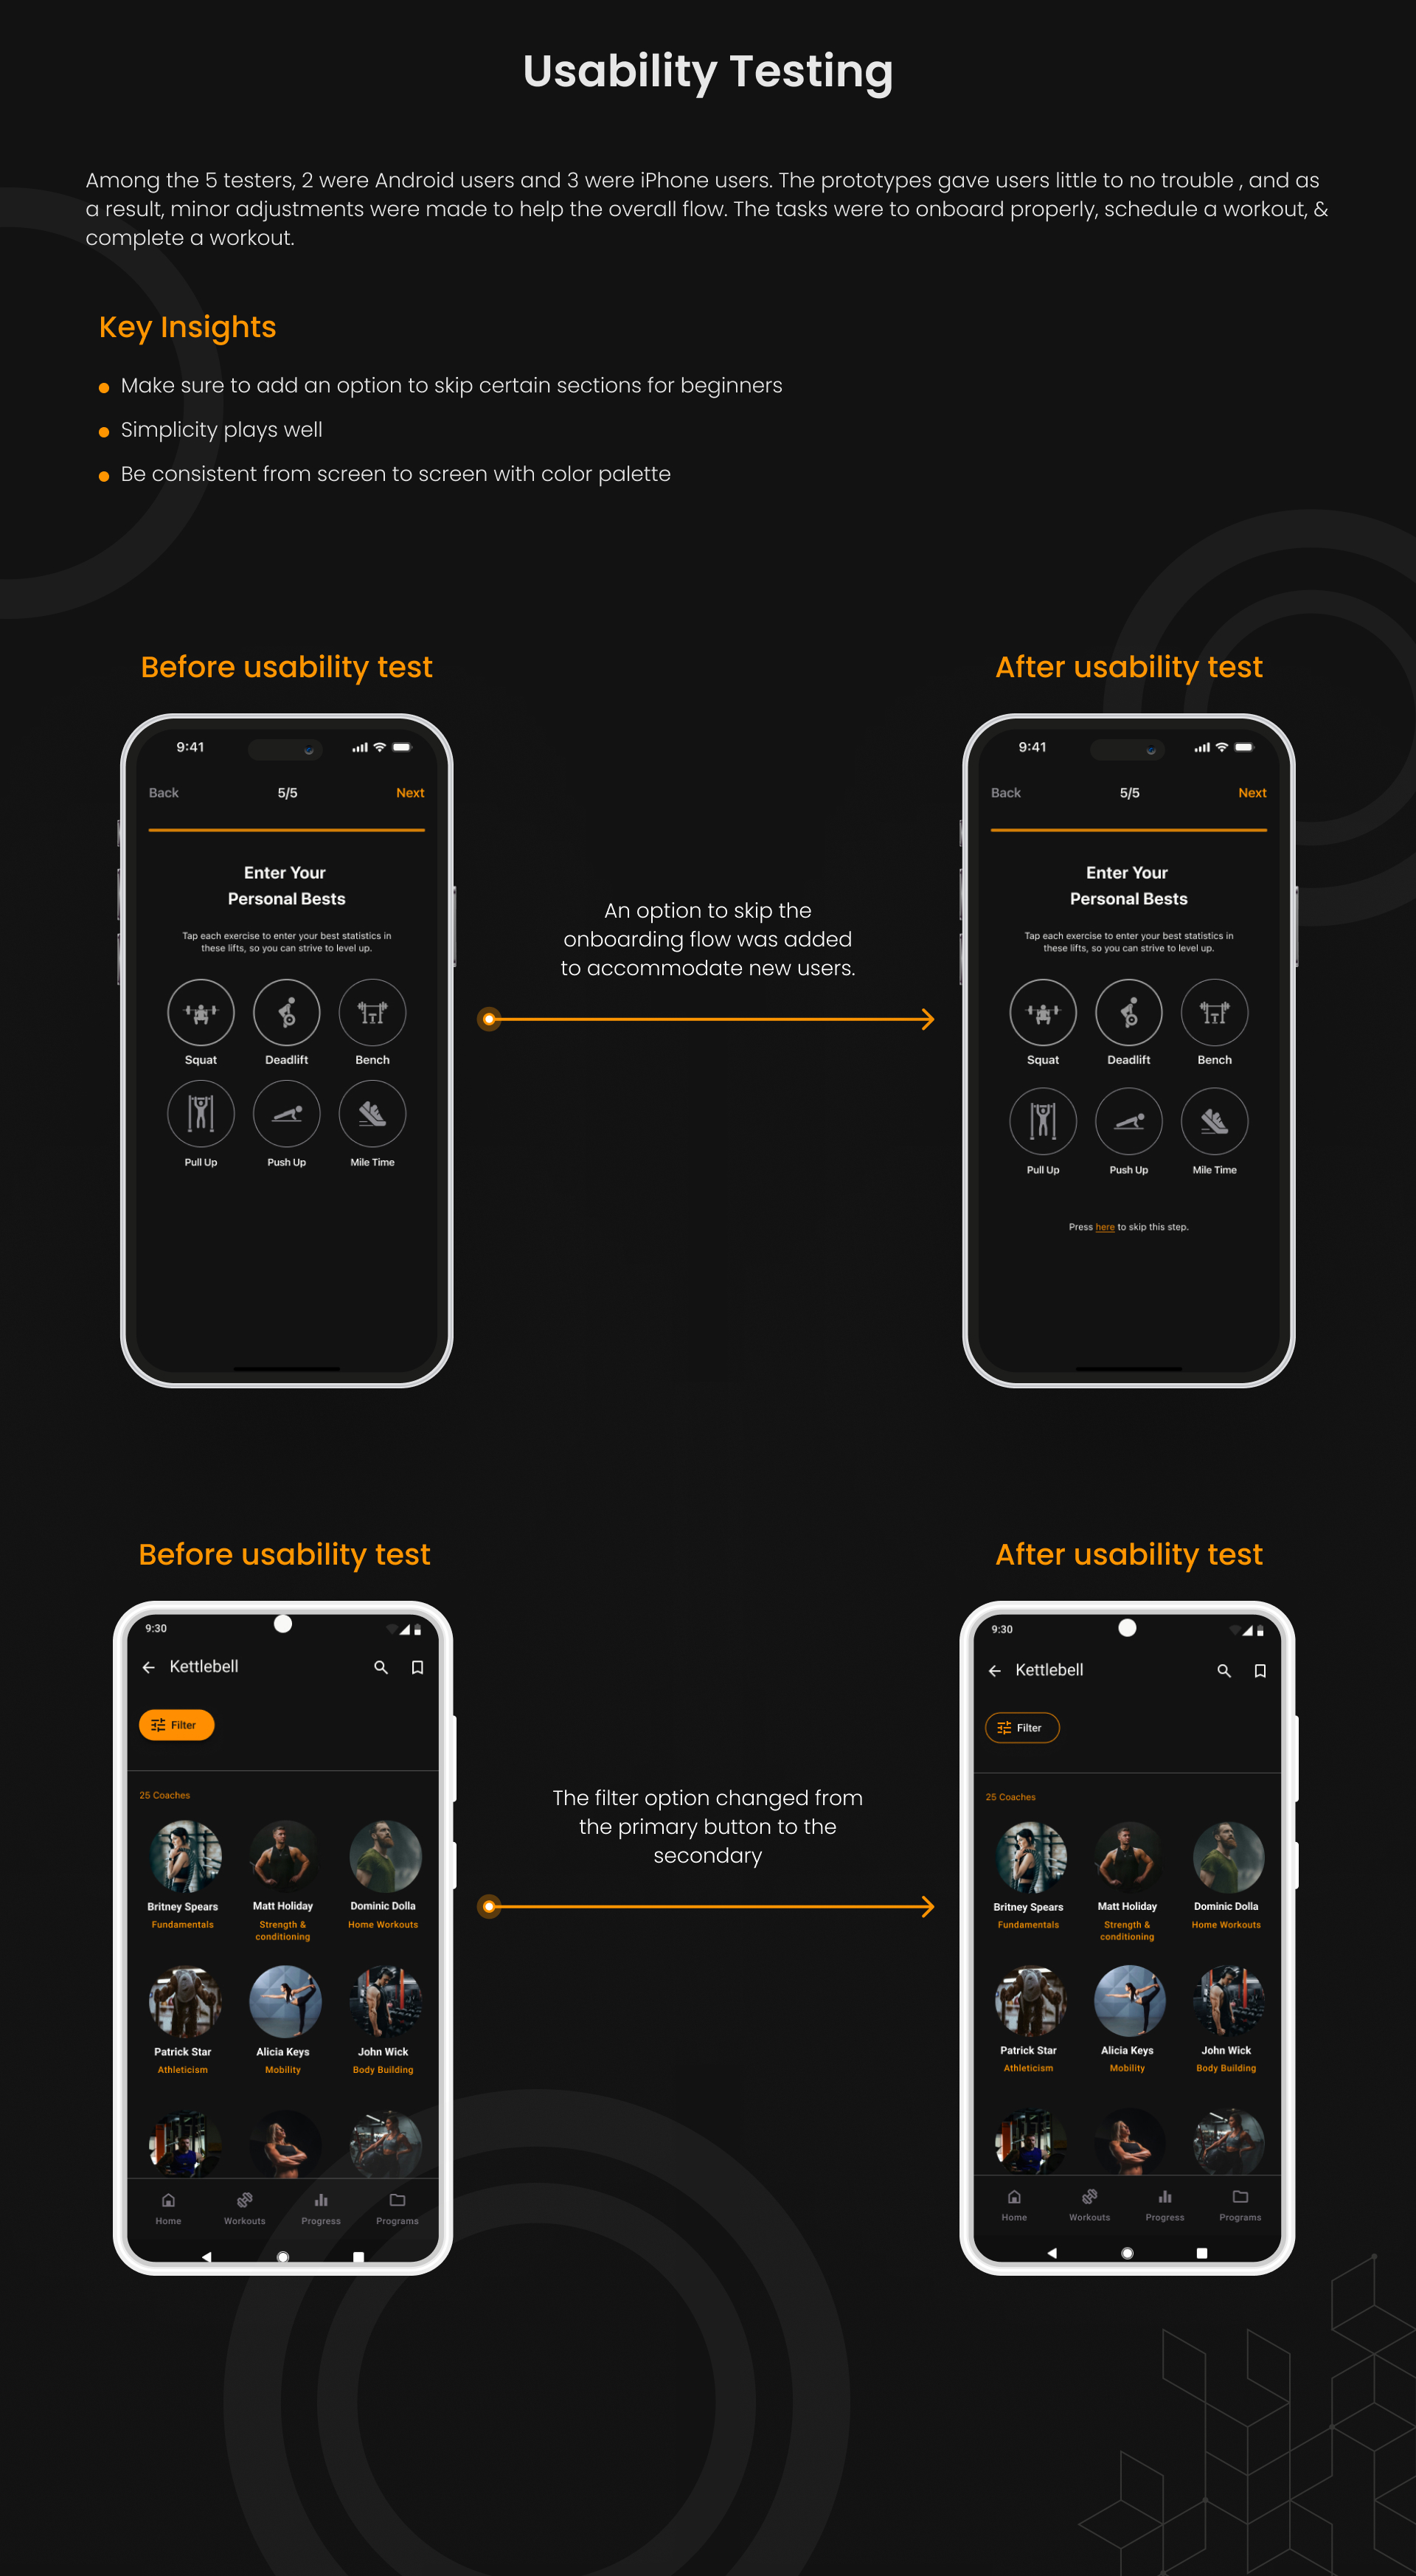 Usability Testing
Among the 5 testers, 2 were Android users and 3 were iPhone users. The prototypes gave users little to no trouble , and as
a result, minor adjustments were made to help the overall flow. The tasks were to onboard properly, schedule a workout, &
complete a workout.
Key Insights
Make sure to add an option to skip certain sections for beginners
Simplicity plays well
Be consistent from screen to screen with color palette
Before usability test
9:41
Back 5/5 Next
Enter Your
Personal Bests
Tap each exercise to enter your best statistics in
these lifts, so you can strive to level up.
Squat Deadlift Bench
Pull Up Push Up Mile Time
An option to skip the
onboarding flow was added
to accommodate new users.
After usability test
9:41
Back 5/5 Next
Enter Your
Personal Bests
Tap each exercise to enter your best statistics in
these lifts, so you can strive to level up.
Squat Deadlift Bench
Pull Up Push Up Mile Time
Press here to skip this step.
Before usability test
9:30
Kettlebell
Filter
25 Coaches
Britney Spears Matt Holiday Dominic Dolla
Fundamentals Strength & Home Workouts
conditioning
Patrick Star Alicia Keys John Wick
Athleticism Mobility Body Building
Home Workouts Progress Programs
The filter option changed from
the primary button to the
secondary
After usability test
9:30
Kettlebell
Filter
25 Coaches
Britney Spears Matt Holiday Dominic Dolla
Fundamentals Strength & Home Workouts
conditioning
Patrick Star Alicia Keys John Wick
Athleticism Mobility Body Building
Home Workouts Progress Programs